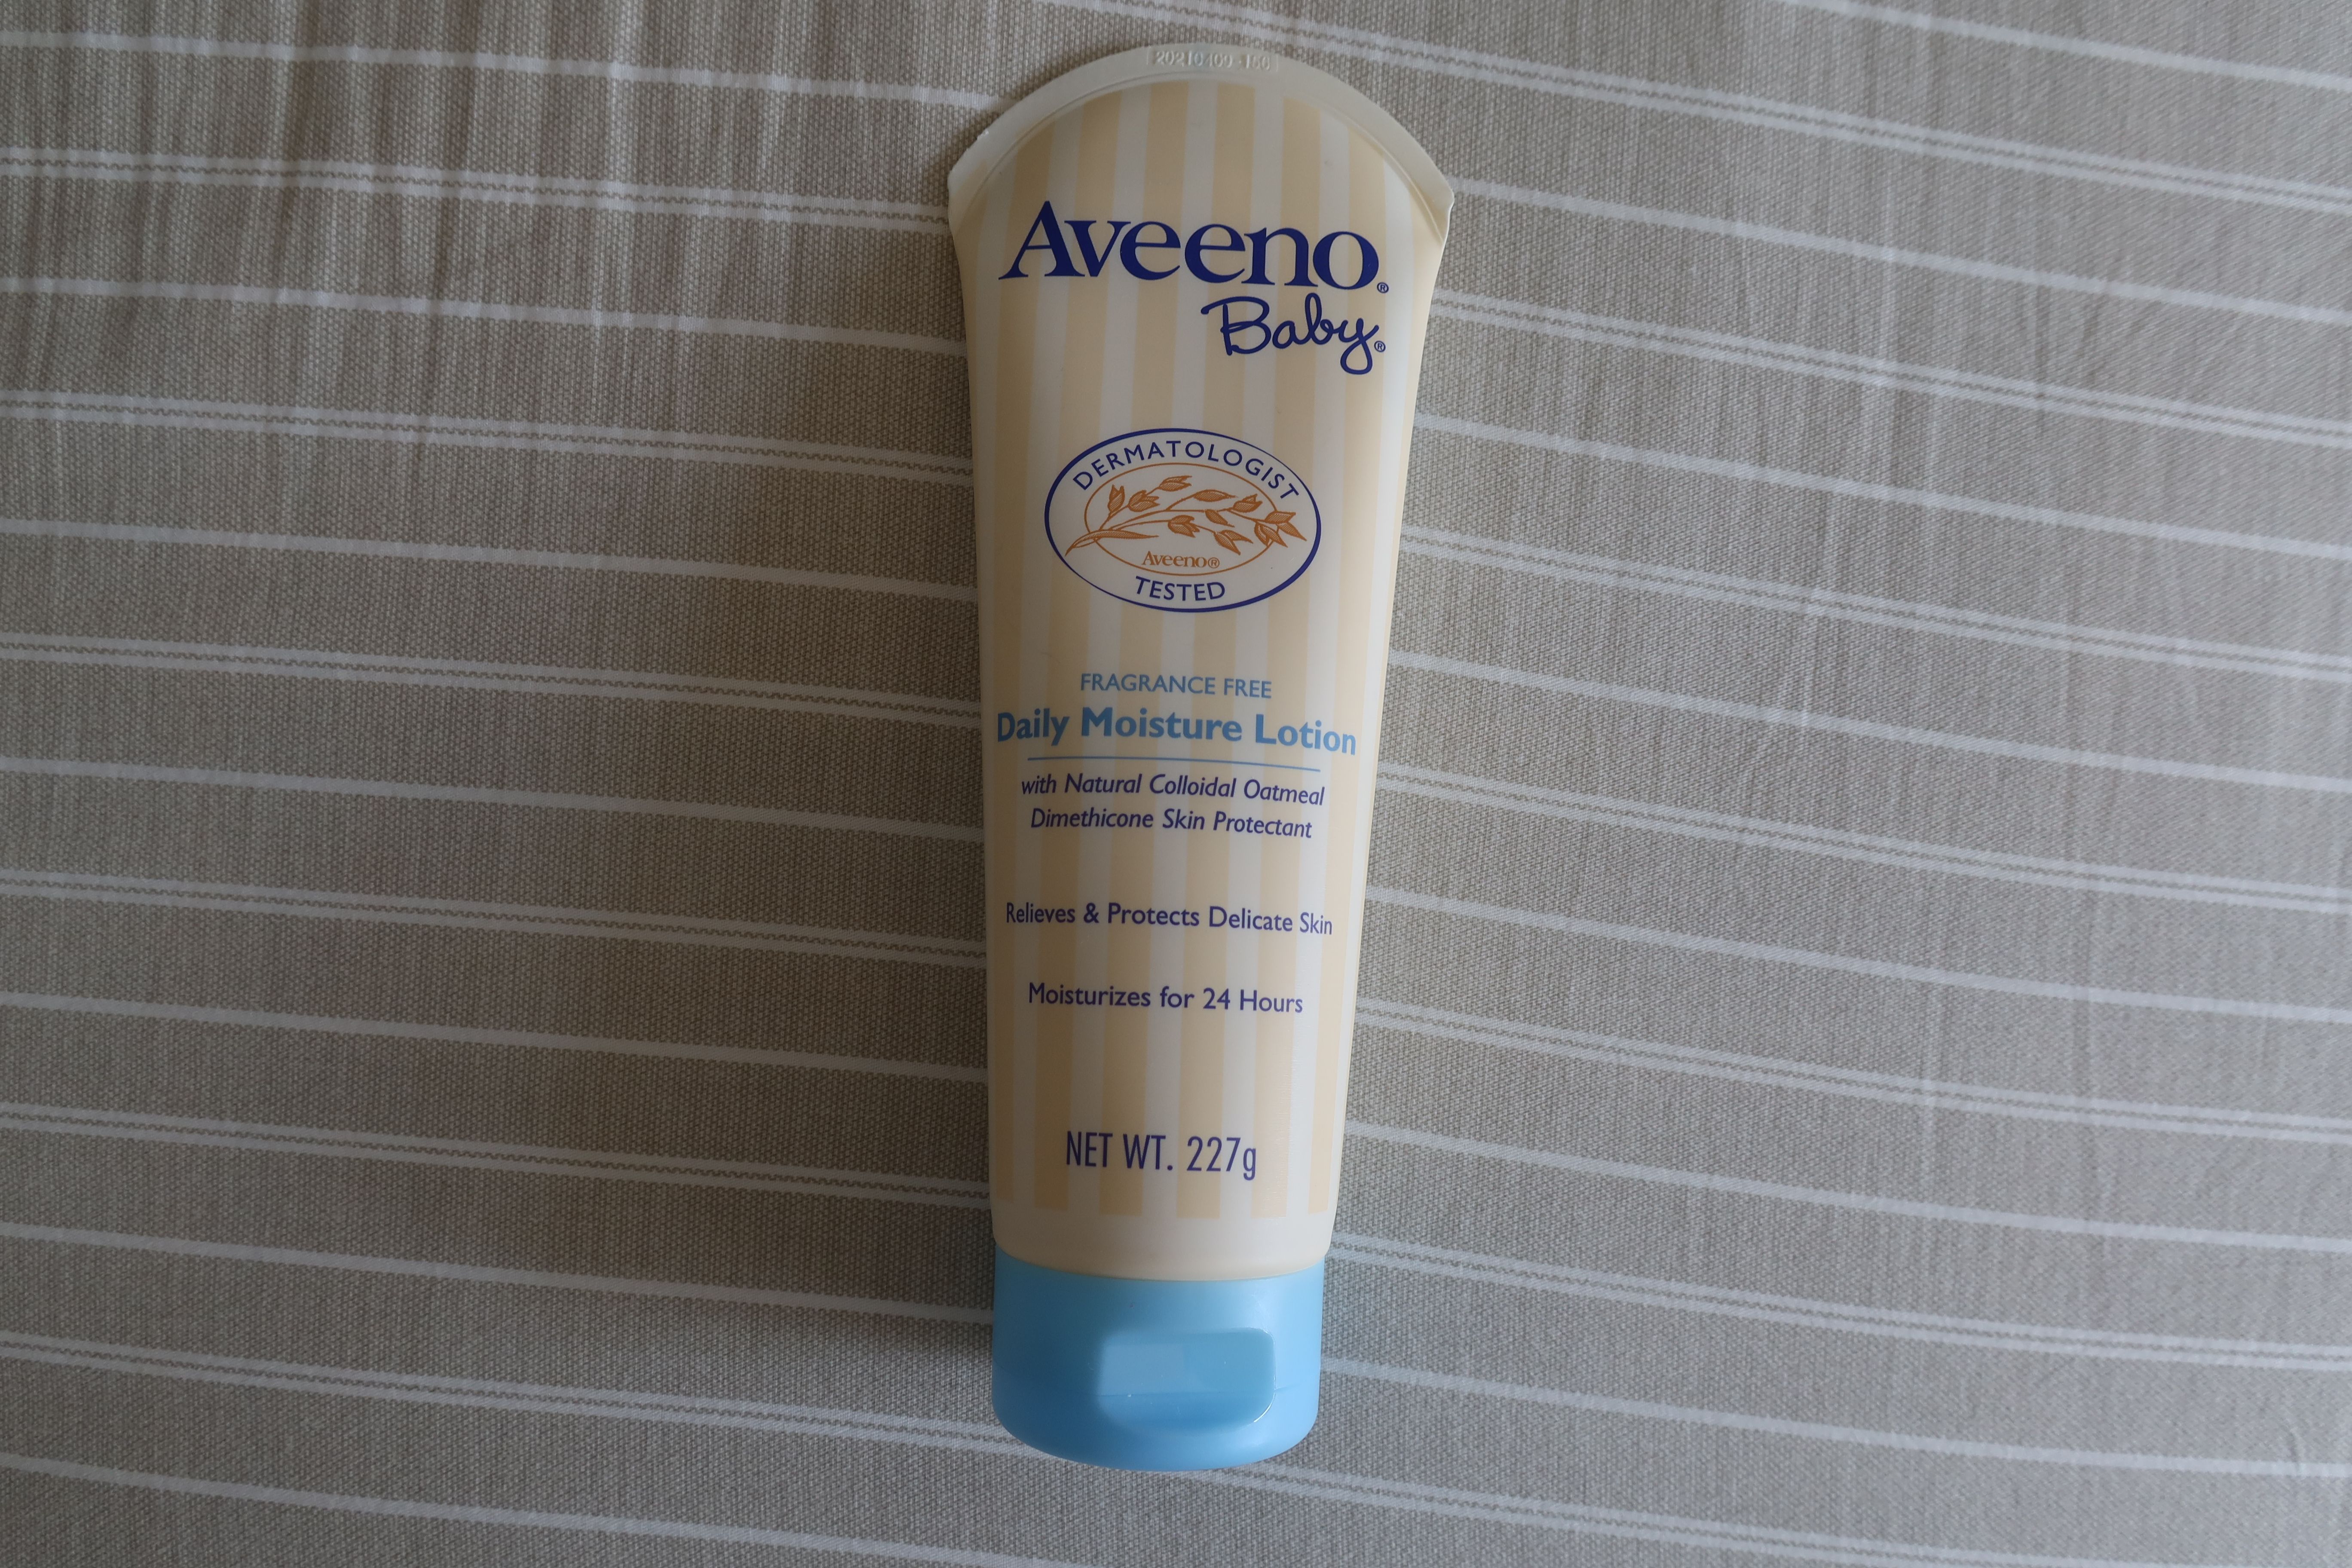 Aveeno®
Baby®
DERMATOLOGIST
Aveeno®
TESTED
FRAGRANCE FREE
Daily Moisture Lotion
with Natural Colloidal Oatmeal
Dimethicone Skin Protectant
Relieves & Protects Delicate Skin
Moisturizes for 24 Hours
NET WT. 227g